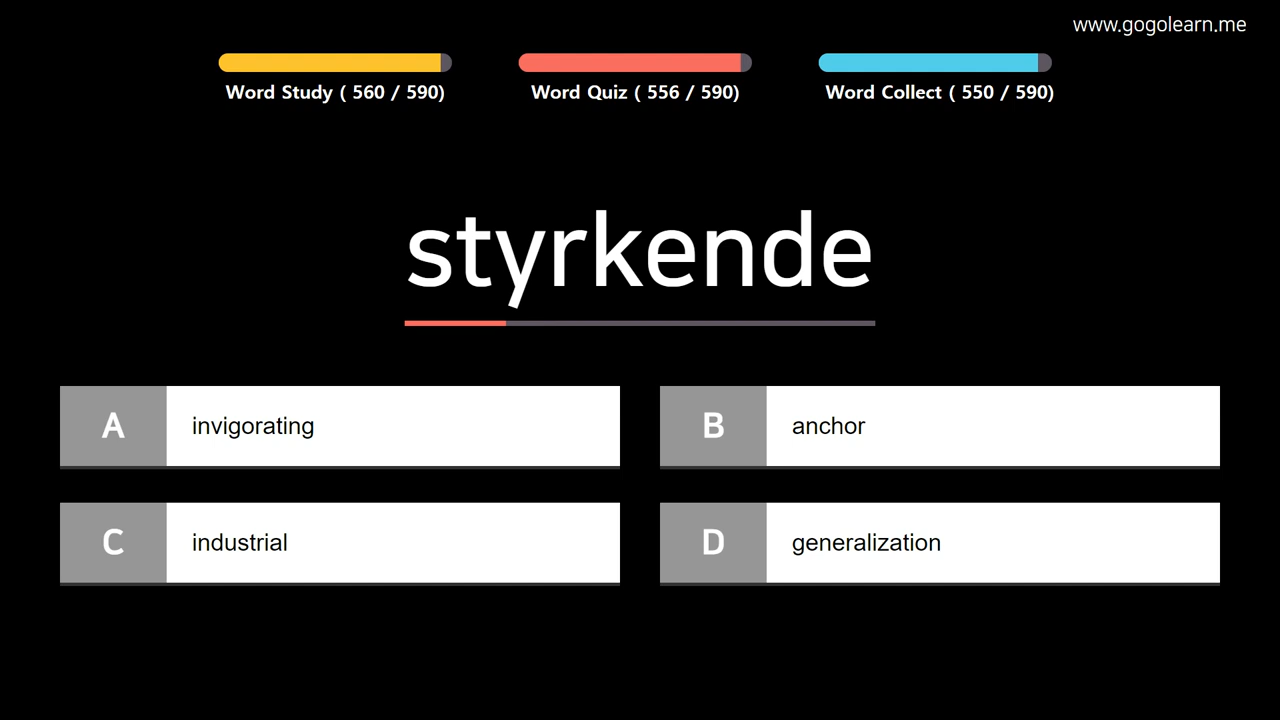 www.gogolearn.me
Word Study ( 560 / 590)
Word Quiz ( 556 / 590)
Word Collect ( 550 / 590)
styrkende
A invigorating
B anchor
C industrial
D generalization